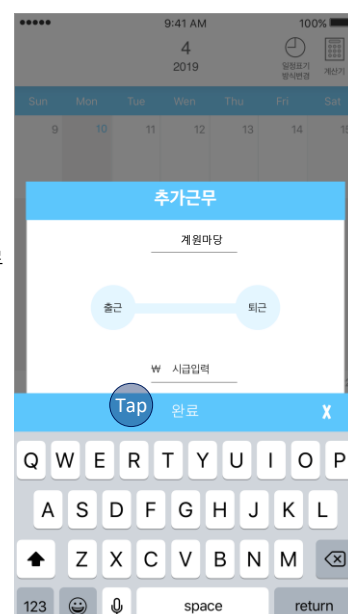 9:41 AM 100%
4
2019
일정표기
방식변경
계산기
Sun Mon Tue Wen Thu Fri Sat
9 10 11 12 13 14 15
추가근무
계원마당
출근 퇴근
₩ 시급입력
Tap 완료 X
Q W E R T Y U I O P
A S D F G H J K L
Z X C V B N M
123 space return